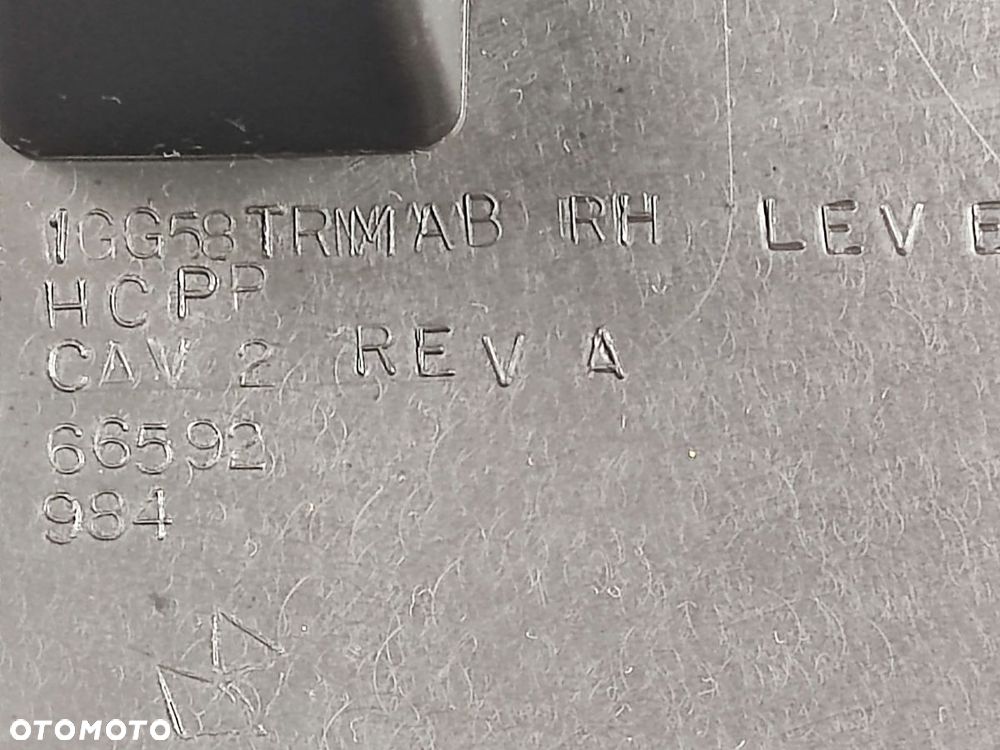 1GG58TRMAB RH LEVE
HCPP
CAV 2 REV A
66592
984
OTOMOTO